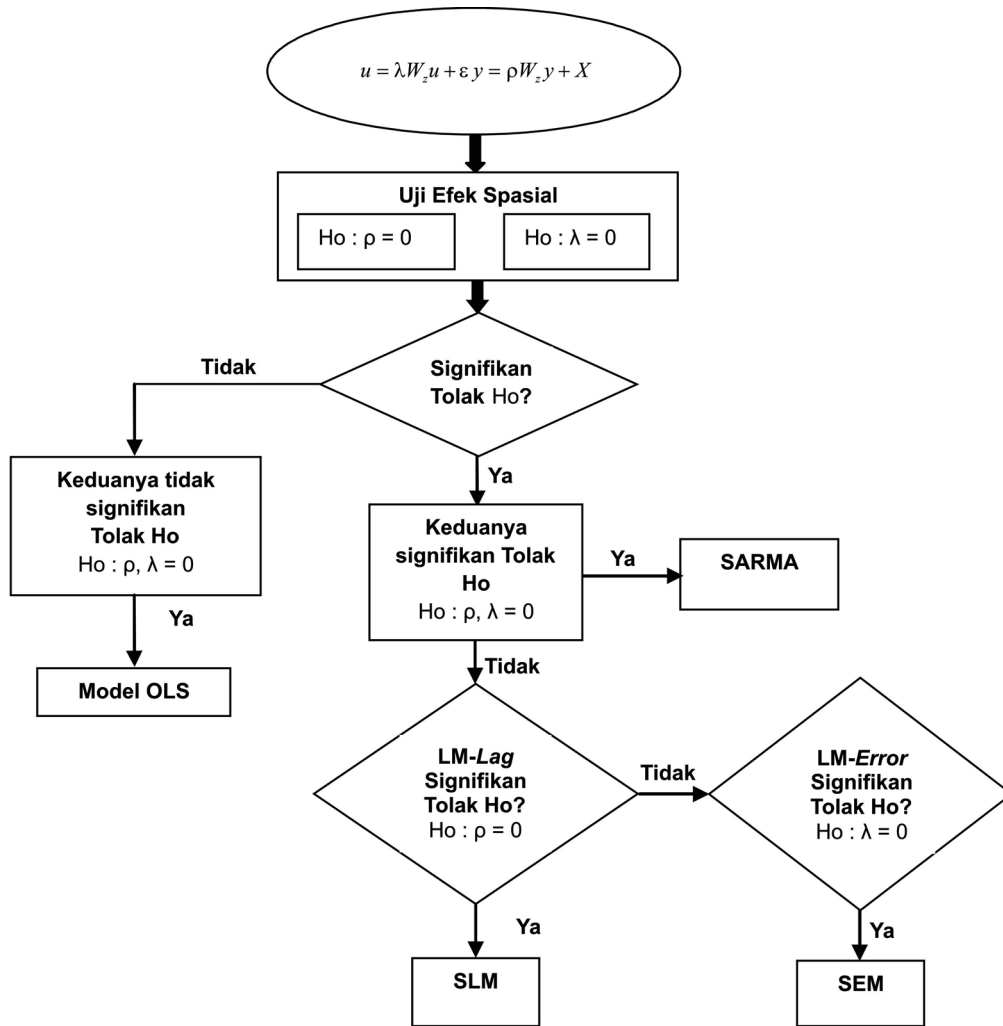 u = λW_z u + ε y = ρW_z y + X
Uji Efek Spasial
Ho : ρ = 0
Ho : λ = 0
Signifikan
Tolak Ho?
Tidak
Ya
Keduanya tidak
signifikan
Tolak Ho
Ho : ρ, λ = 0
Ya
Model OLS
Keduanya
signifikan Tolak
Ho
Ho : ρ, λ = 0
Ya
SARMA
Tidak
LM-Lag
Signifikan
Tolak Ho?
Ho : ρ = 0
Tidak
LM-Error
Signifikan
Tolak Ho?
Ho : λ = 0
Ya
SLM
Ya
SEM